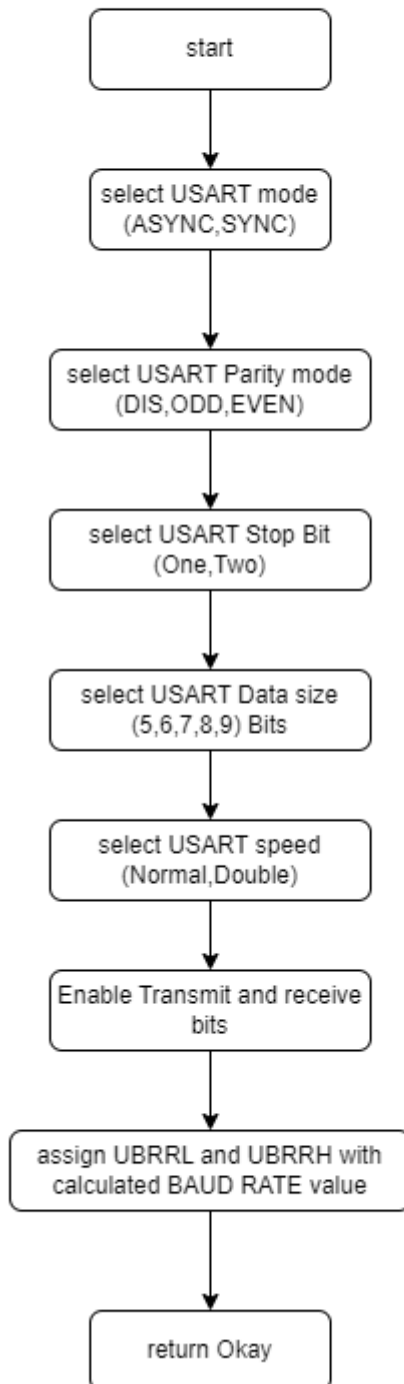 start
select USART mode
(ASYNC,SYNC)
select USART Parity mode
(DIS,ODD,EVEN)
select USART Stop Bit
(One,Two)
select USART Data size
(5,6,7,8,9) Bits
select USART speed
(Normal,Double)
Enable Transmit and receive
bits
assign UBRRL and UBRRH with
calculated BAUD RATE value
return Okay